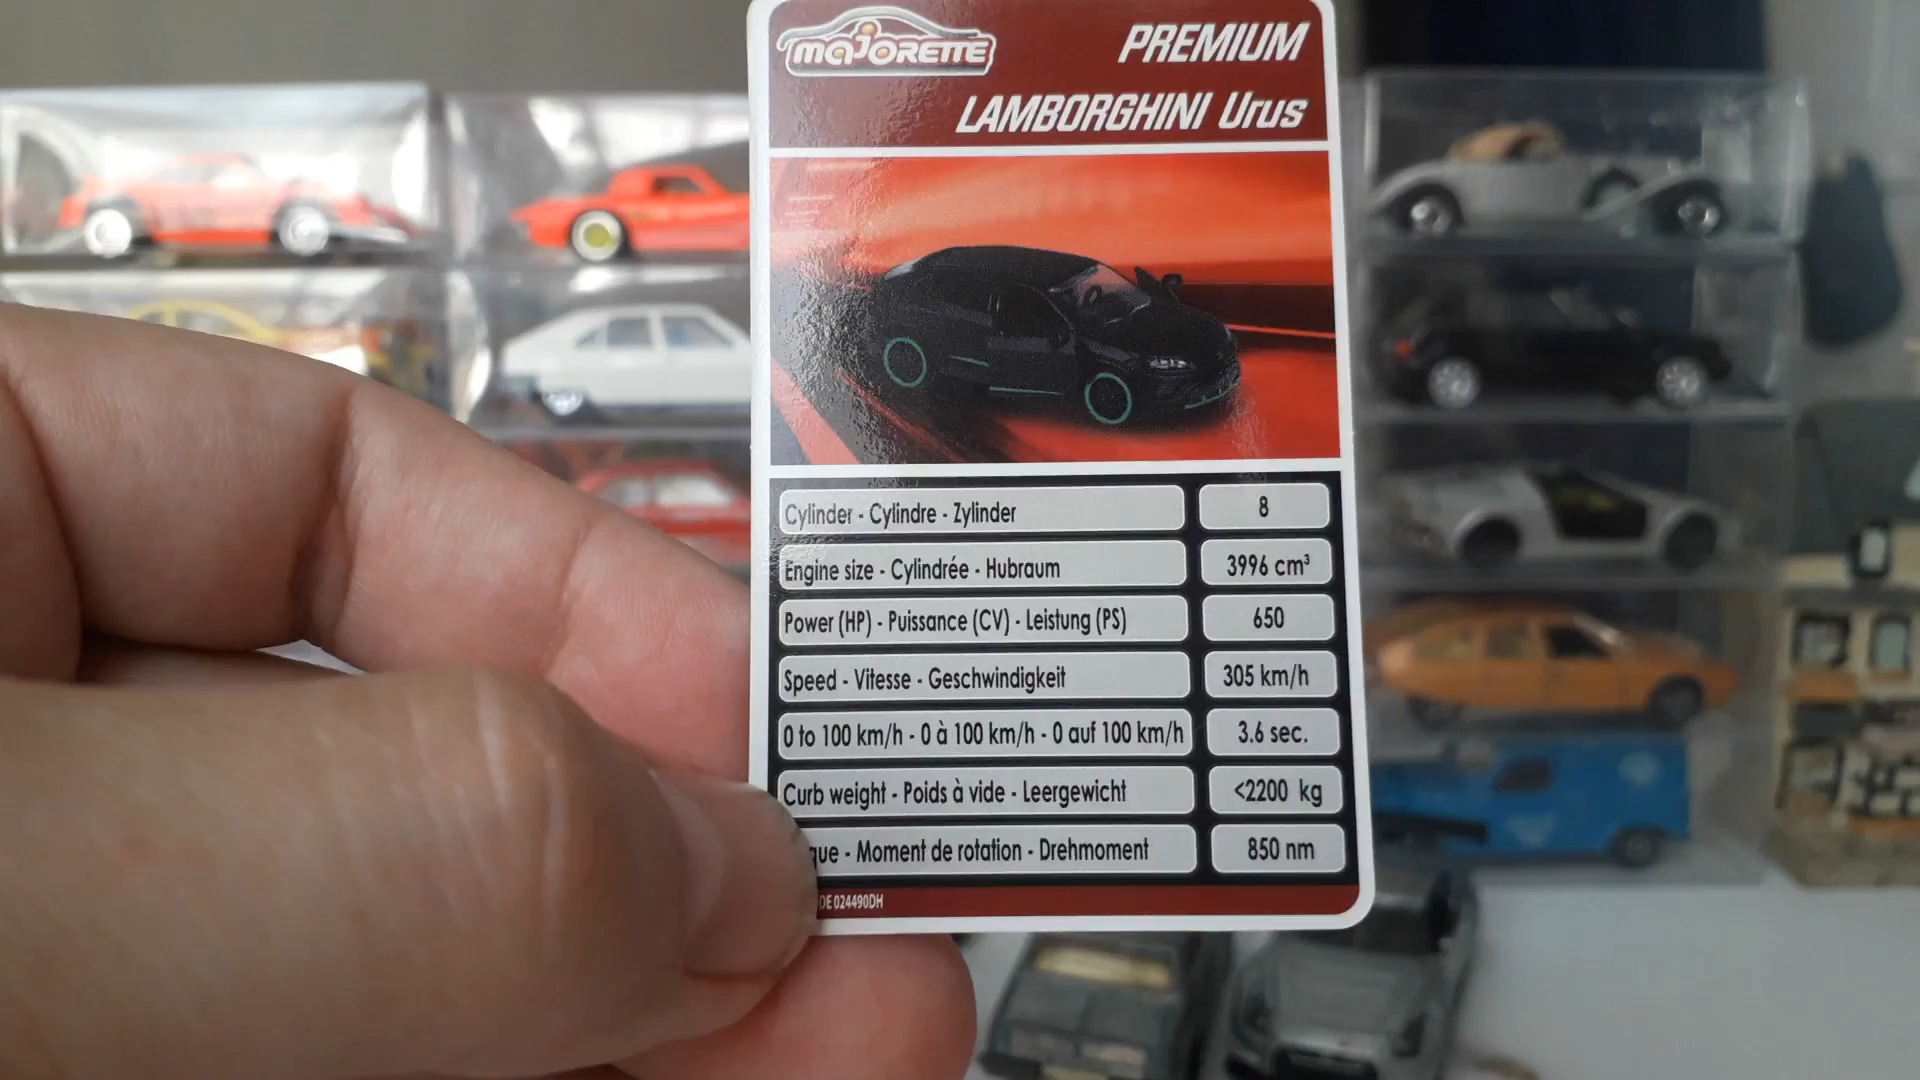 MAJORETTE
PREMIUM
LAMBORGHINI Urus
Cylinder - Cylindre - Zylinder 8
Engine size - Cylindrée - Hubraum 3996 cm³
Power (HP) - Puissance (CV) - Leistung (PS) 650
Speed - Vitesse - Geschwindigkeit 305 km/h
0 to 100 km/h - 0 à 100 km/h - 0 auf 100 km/h 3.6 sec.
Curb weight - Poids à vide - Leergewicht <2200 kg
que - Moment de rotation - Drehmoment 850 nm
DE 024490DH